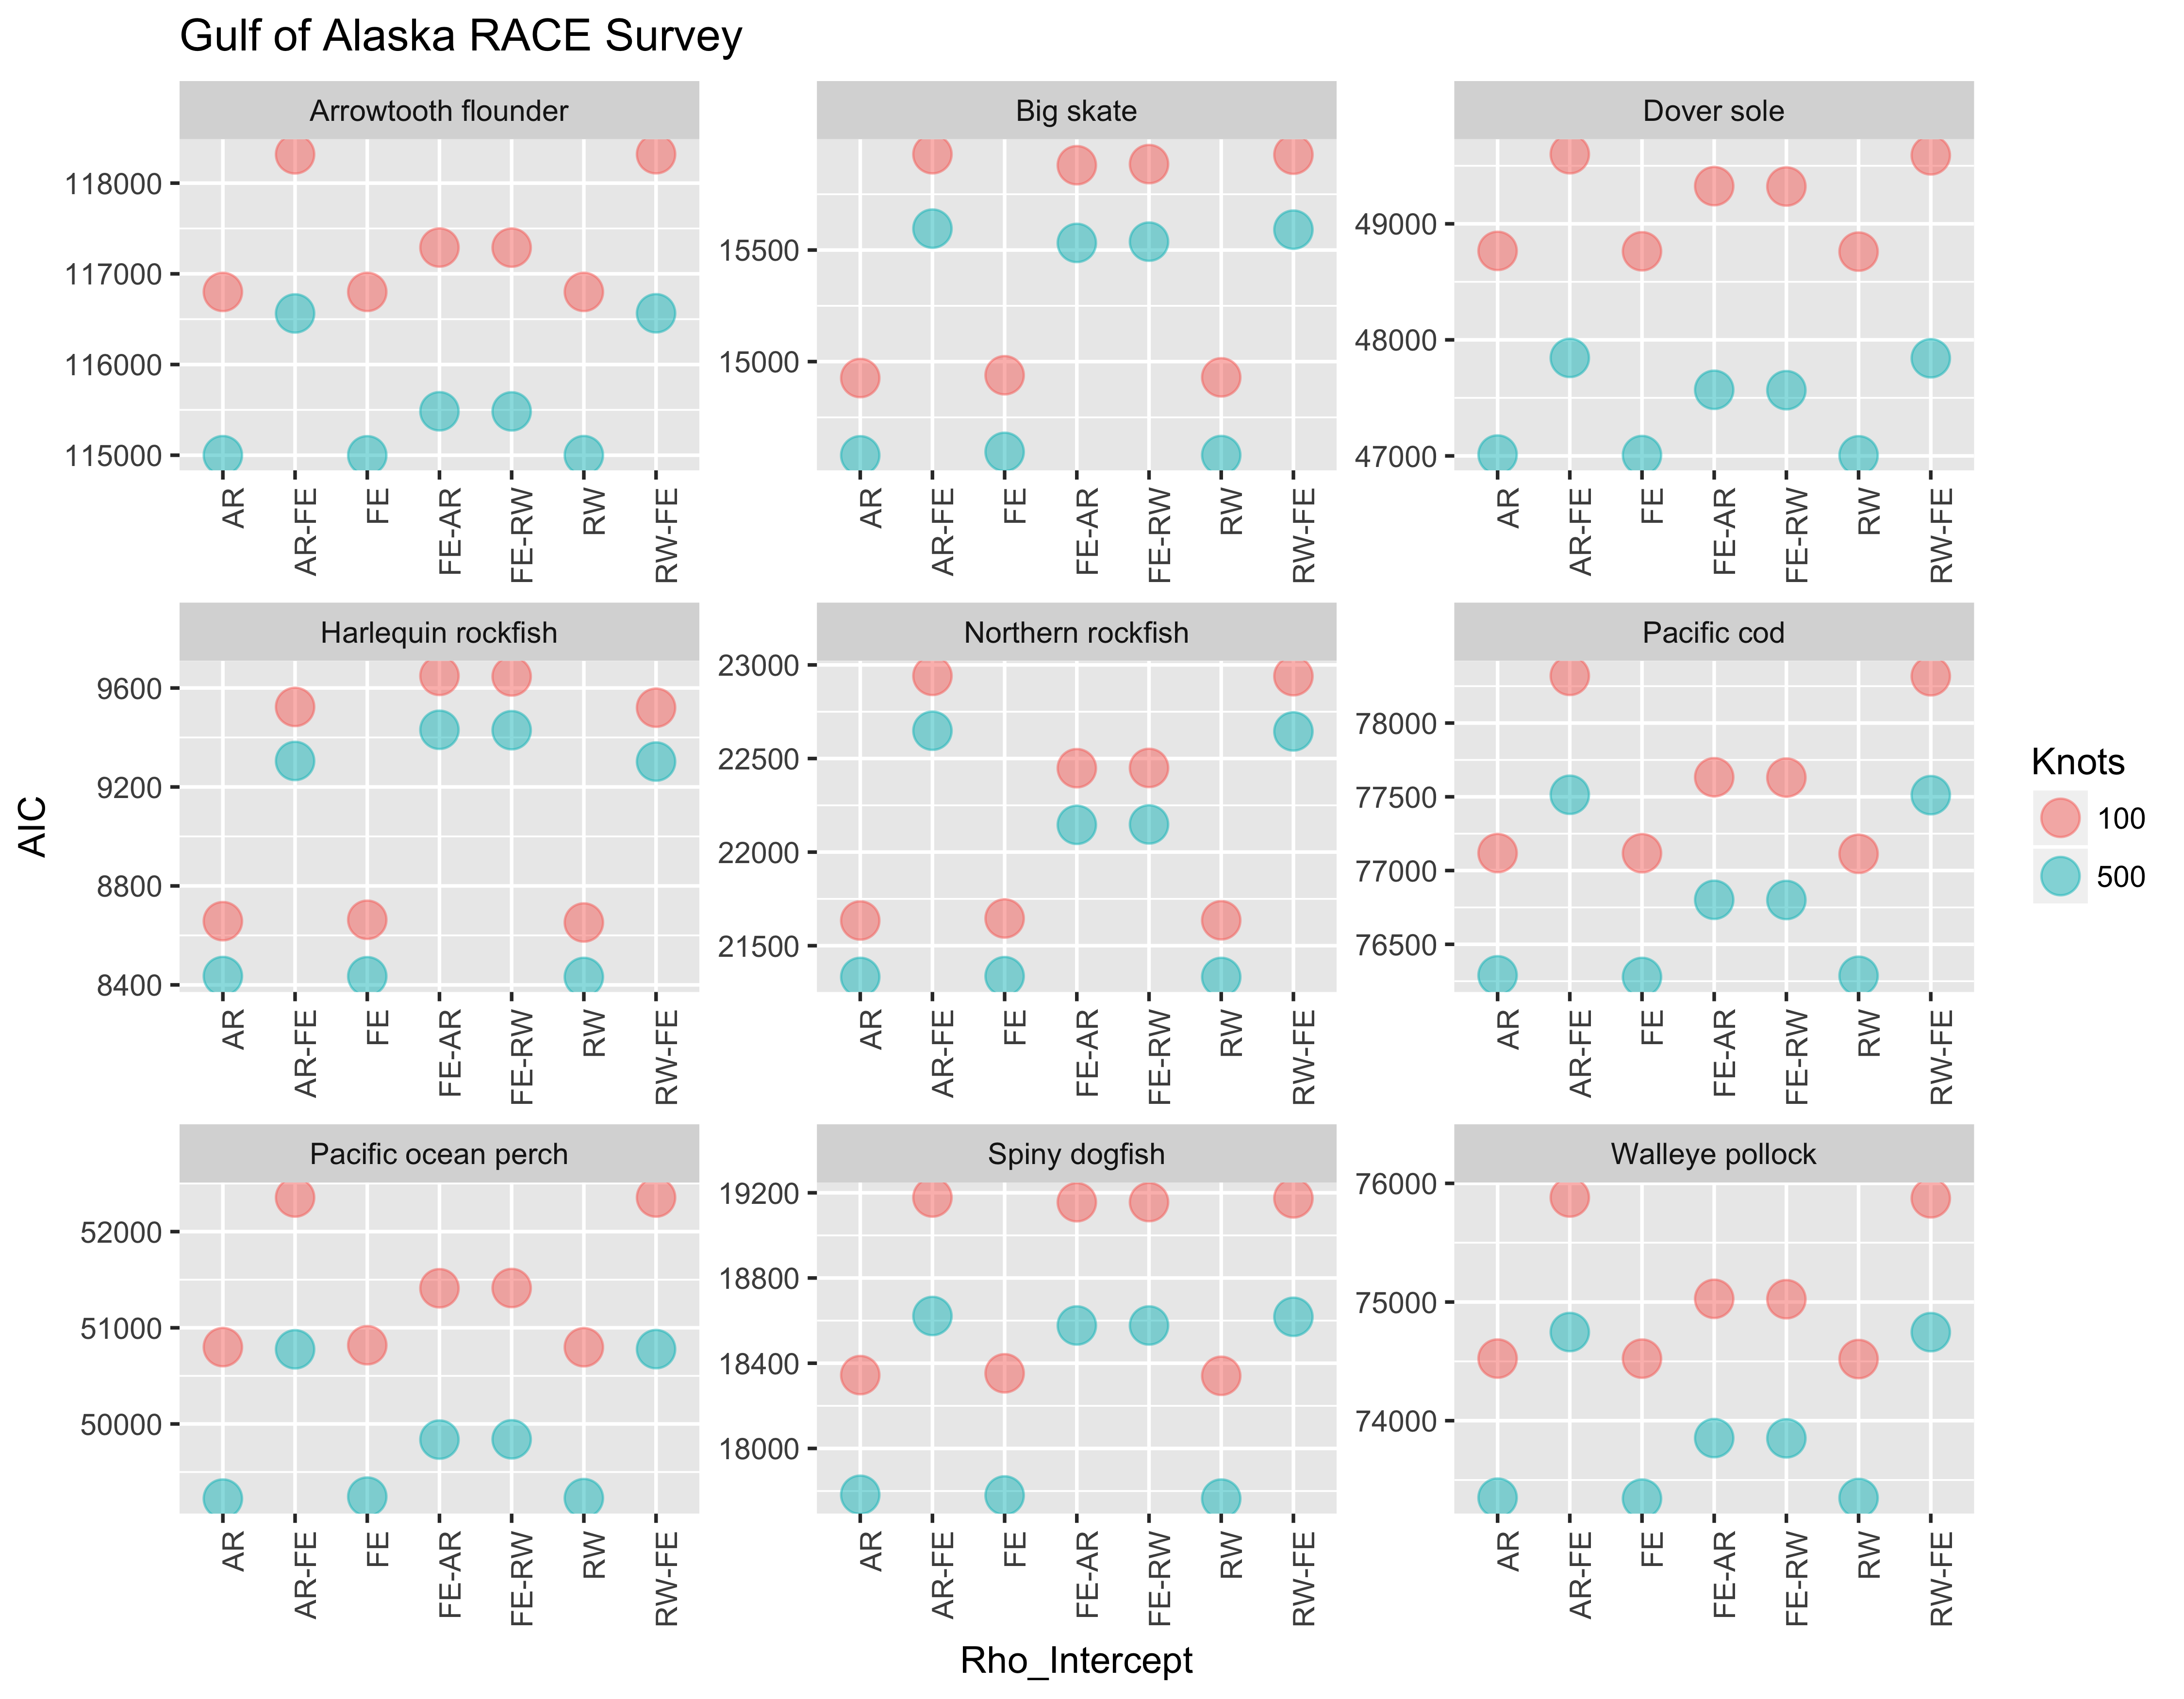 Gulf of Alaska RACE Survey
Arrowtooth flounder
118000
117000
116000
115000
AR
AR-FE
FE
FE-AR
FE-RW
RW
RW-FE
Big skate
15500
15000
AR
AR-FE
FE
FE-AR
FE-RW
RW
RW-FE
Dover sole
49000
48000
47000
AR
AR-FE
FE
FE-AR
FE-RW
RW
RW-FE
Harlequin rockfish
9600
9200
8800
8400
AR
AR-FE
FE
FE-AR
FE-RW
RW
RW-FE
Northern rockfish
23000
22500
22000
21500
AR
AR-FE
FE
FE-AR
FE-RW
RW
RW-FE
Pacific cod
78000
77500
77000
76500
AR
AR-FE
FE
FE-AR
FE-RW
RW
RW-FE
Pacific ocean perch
52000
51000
50000
AR
AR-FE
FE
FE-AR
FE-RW
RW
RW-FE
Spiny dogfish
19200
18800
18400
18000
AR
AR-FE
FE
FE-AR
FE-RW
RW
RW-FE
Walleye pollock
76000
75000
74000
AR
AR-FE
FE
FE-AR
FE-RW
RW
RW-FE
AIC
Rho_Intercept
Knots
100
500